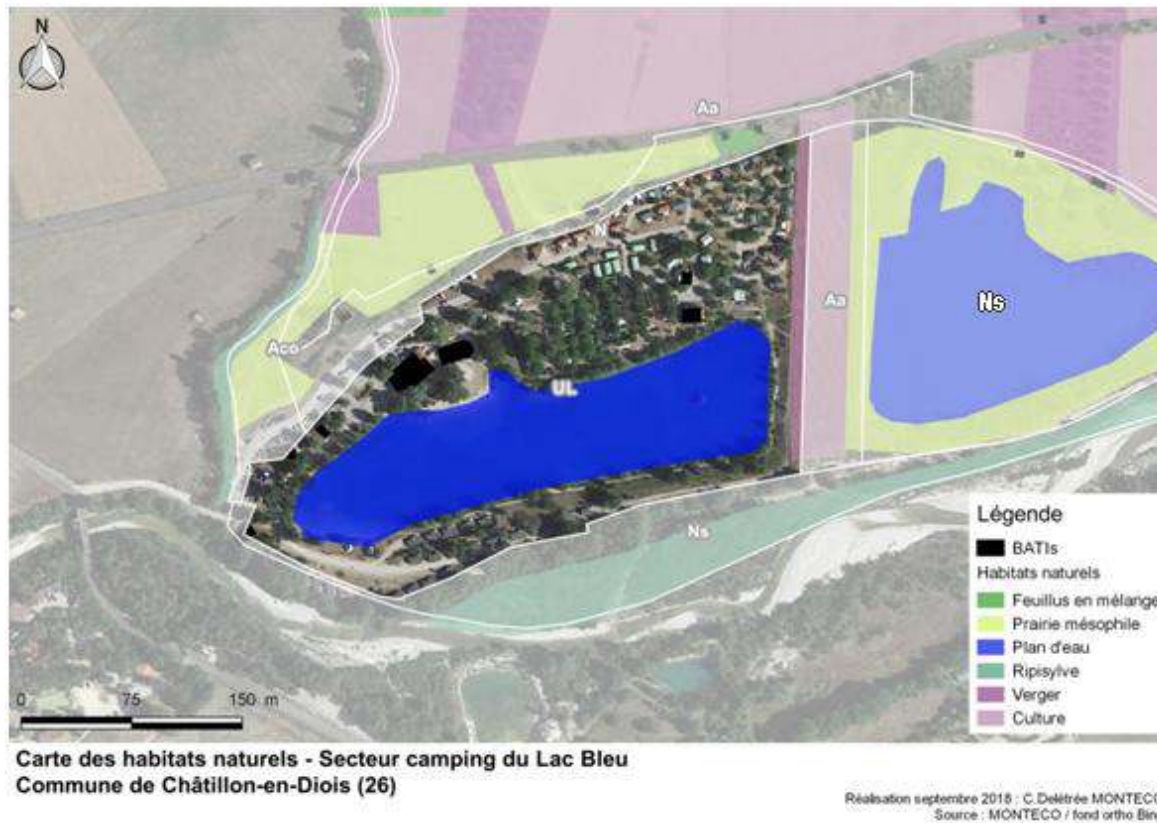 N
Aa
N
Aa
Ns
Aco
UL
Ns
Légende
BATIs
Habitats naturels
Feuillus en mélange
Prairie mésophile
Plan d'eau
Ripisylve
Verger
Culture
0 75 150 m
Carte des habitats naturels - Secteur camping du Lac Bleu
Commune de Châtillon-en-Diois (26)
Réalisation septembre 2018 : C.Delétrée MONTECO
Source : MONTECO / fond ortho Bing